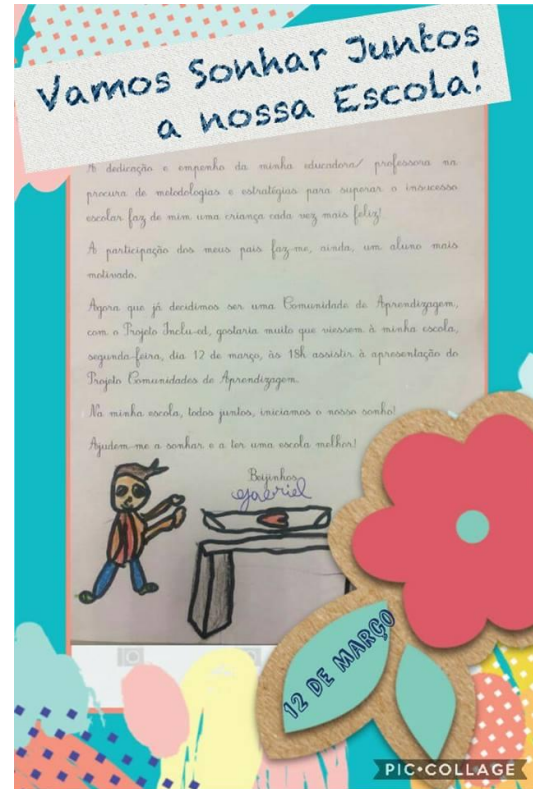 Vamos Sonhar Juntos
a nossa Escola!
A dedicação e empenho da minha educadora/ professora na
procura de metodologias e estratégias para superar o insucesso
escolar faz de mim uma criança cada vez mais feliz!
A participação dos meus pais faz-me, ainda, um aluno mais
motivado.
Agora que já decidimos ser uma Comunidade de Aprendizagem,
com o Projeto Inclu-ed, gostaria muito que viessem à minha escola,
segunda-feira, dia 12 de março, às 18h assistir à apresentação do
Projeto Comunidades de Aprendizagem.
Na minha escola, todos juntos, iniciamos o nosso sonho!
Ajudem-me a sonhar e a ter uma escola melhor!
Beijinhos
gabriel
12 DE MARÇO
PIC•COLLAGE